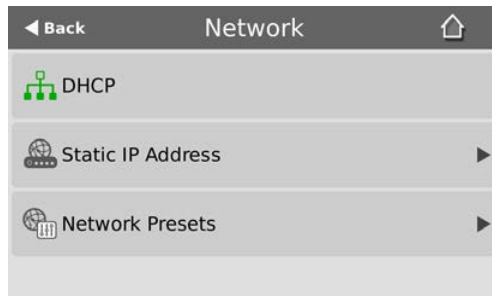 Back
Network
DHCP
Static IP Address
Network Presets